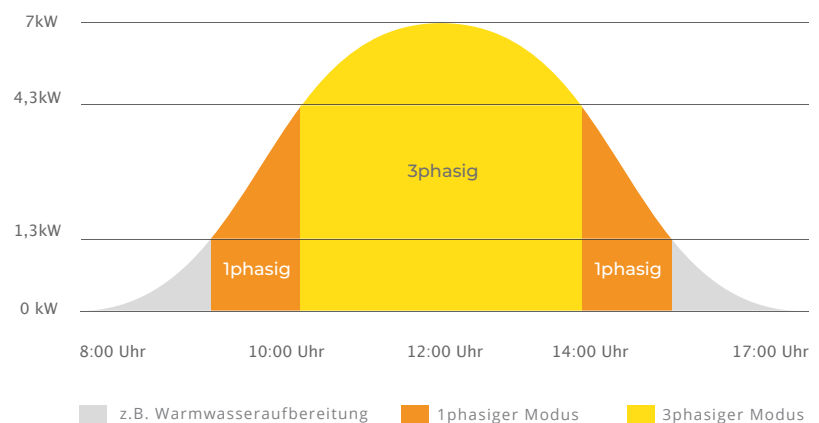 7kW
4,3kW
3phasig
1,3kW
1phasig 1phasig
0 kW
8:00 Uhr 10:00 Uhr 12:00 Uhr 14:00 Uhr 17:00 Uhr
z.B. Warmwasseraufbereitung 1phasiger Modus 3phasiger Modus